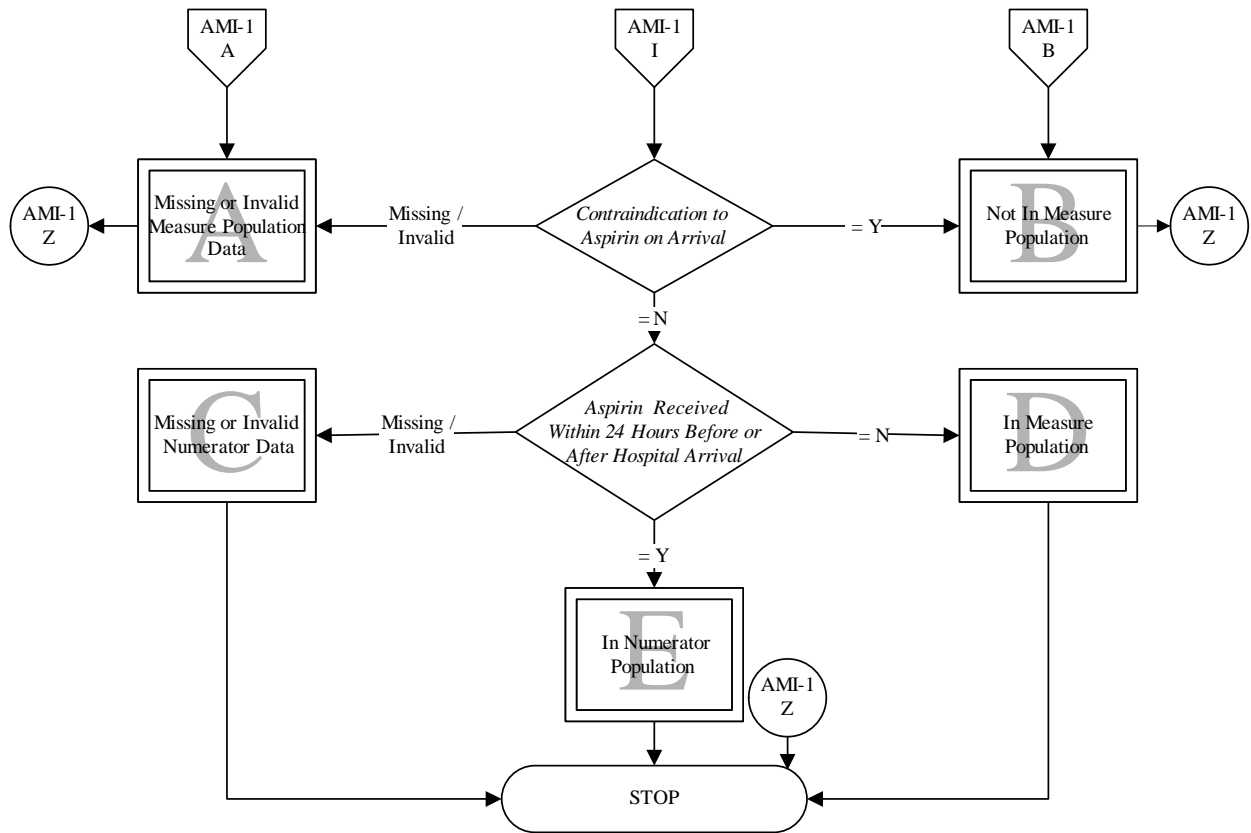 AMI-1
A
AMI-1
I
AMI-1
B
AMI-1
Z
A
Missing or Invalid
Measure Population
Data
Missing /
Invalid
Contraindication to
Aspirin on Arrival
= Y
B
Not In Measure
Population
AMI-1
Z
= N
C
Missing or Invalid
Numerator Data
Missing /
Invalid
Aspirin Received
Within 24 Hours Before or
After Hospital Arrival
= N
D
In Measure
Population
= Y
E
In Numerator
Population
AMI-1
Z
STOP